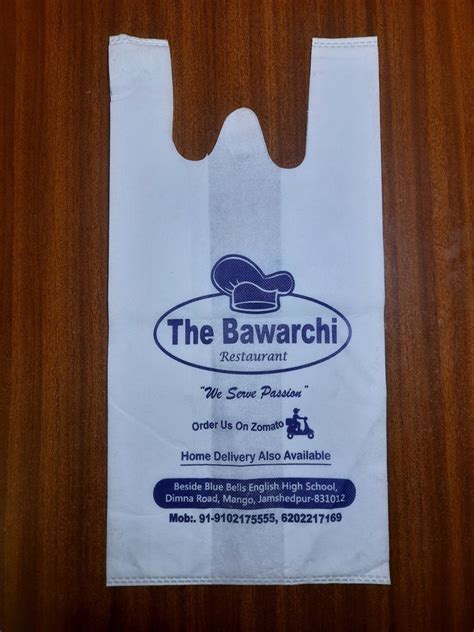 The Bawarchi
Restaurant
"We Serve Passion"
Order Us On Zomato
Home Delivery Also Available
Beside Blue Bells English High School,
Dimna Road, Mango, Jamshedpur-831012
Mob:. 91-9102175555, 6202217169